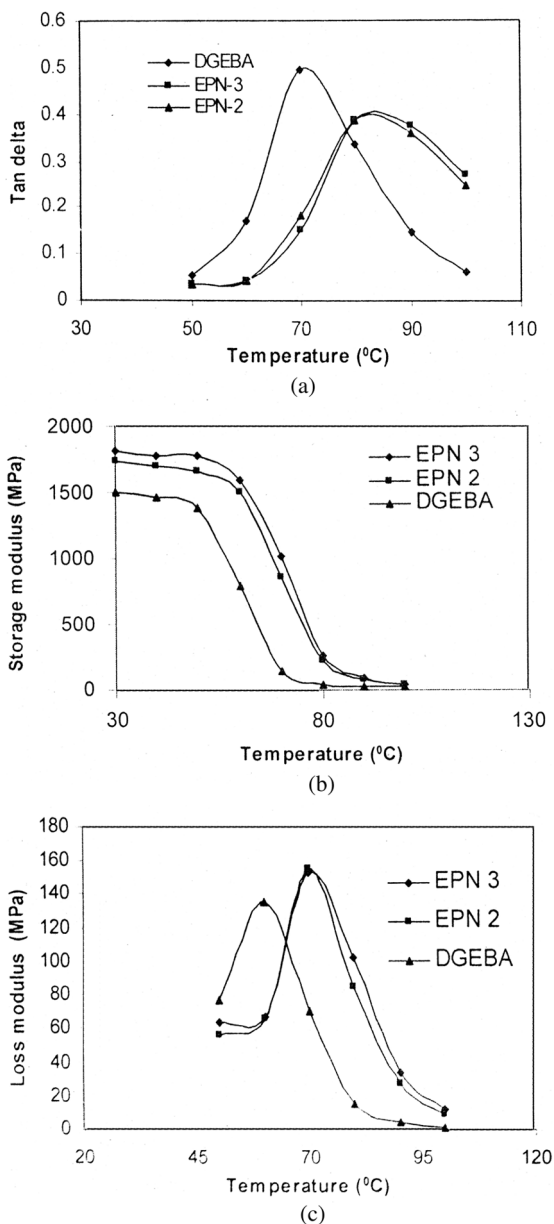 0.6
0.5
0.4
0.3
0.2
0.1
0
Tan delta
DGEBA
EPN-3
EPN-2
50 70 90 110
Temperature (⁰C)
(a)
2000
1500
1000
500
0
Storage modulus (MPa)
EPN 3
EPN 2
DGEBA
30 80 130
Temperature (⁰C)
(b)
180
160
140
120
100
80
60
40
20
0
Loss modulus (MPa)
EPN 3
EPN 2
DGEBA
20 45 70 95 120
Temperature (⁰C)
(c)